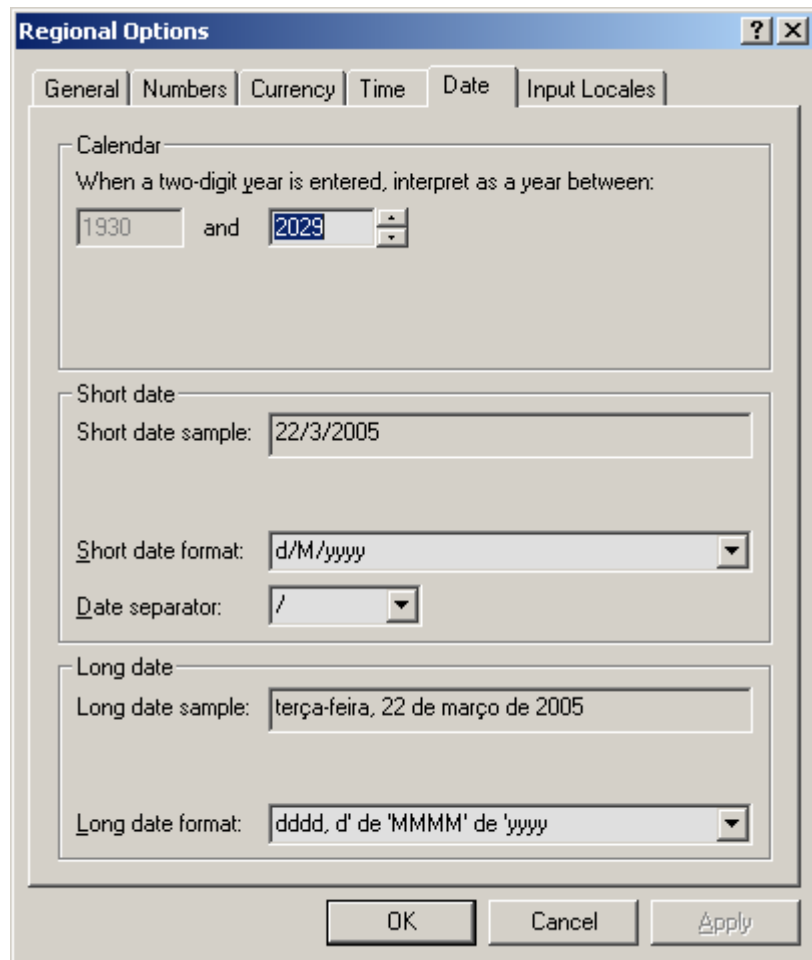 Regional Options
General Numbers Currency Time Date Input Locales
Calendar
When a two-digit year is entered, interpret as a year between:
1930 and 2029
Short date
Short date sample: 22/3/2005
Short date format: d/M/yyyy
Date separator: /
Long date
Long date sample: terça-feira, 22 de março de 2005
Long date format: dddd, d' de 'MMMM' de 'yyyy
OK Cancel Apply